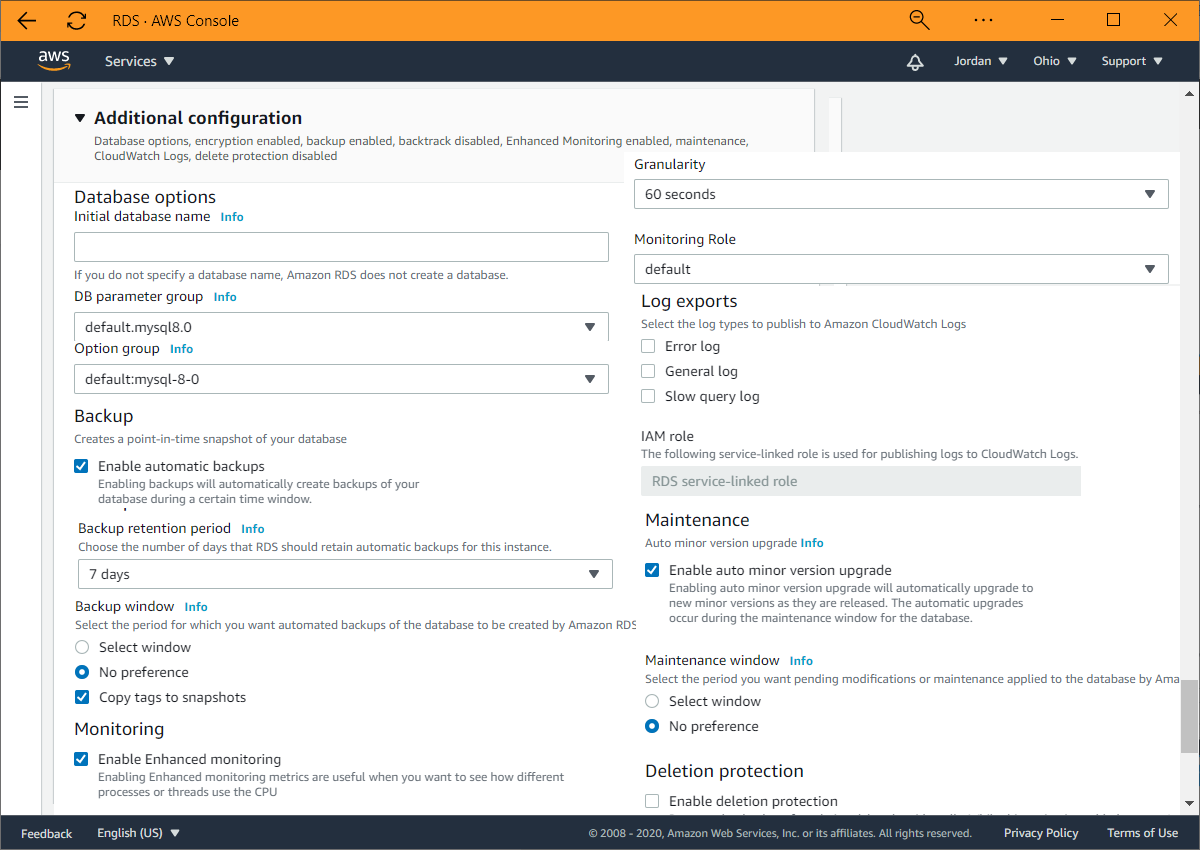 RDS · AWS Console
aws
Services
Jordan
Ohio
Support
Additional configuration
Database options, encryption enabled, backup enabled, backtrack disabled, Enhanced Monitoring enabled, maintenance,
CloudWatch Logs, delete protection disabled
Database options
Initial database name Info
If you do not specify a database name, Amazon RDS does not create a database.
DB parameter group Info
default.mysql8.0
Option group Info
default:mysql-8-0
Backup
Creates a point-in-time snapshot of your database
Enable automatic backups
Enabling backups will automatically create backups of your
database during a certain time window.
Backup retention period Info
Choose the number of days that RDS should retain automatic backups for this instance.
7 days
Backup window Info
Select the period for which you want automated backups of the database to be created by Amazon RDS
Select window
No preference
Copy tags to snapshots
Monitoring
Enable Enhanced monitoring
Enabling Enhanced monitoring metrics are useful when you want to see how different
processes or threads use the CPU
Granularity
60 seconds
Monitoring Role
default
Log exports
Select the log types to publish to Amazon CloudWatch Logs
Error log
General log
Slow query log
IAM role
The following service-linked role is used for publishing logs to CloudWatch Logs.
RDS service-linked role
Maintenance
Auto minor version upgrade Info
Enable auto minor version upgrade
Enabling auto minor version upgrade will automatically upgrade to
new minor versions as they are released. The automatic upgrades
occur during the maintenance window for the database.
Maintenance window Info
Select the period you want pending modifications or maintenance applied to the database by Ama
Select window
No preference
Deletion protection
Enable deletion protection
Feedback
English (US)
© 2008 - 2020, Amazon Web Services, Inc. or its affiliates. All rights reserved.
Privacy Policy
Terms of Use